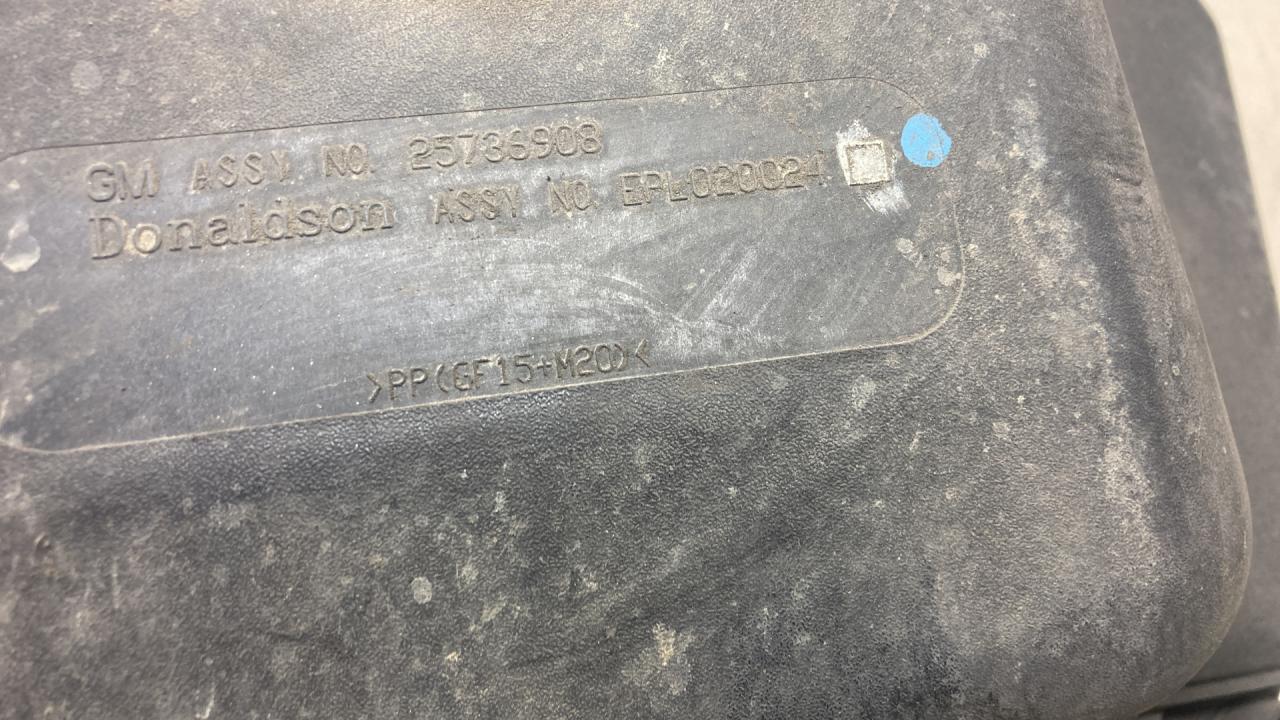 GM ASSY NO. 25736908
Donaldson ASSY NO. EPL020024
>PP(GF15+M20)<